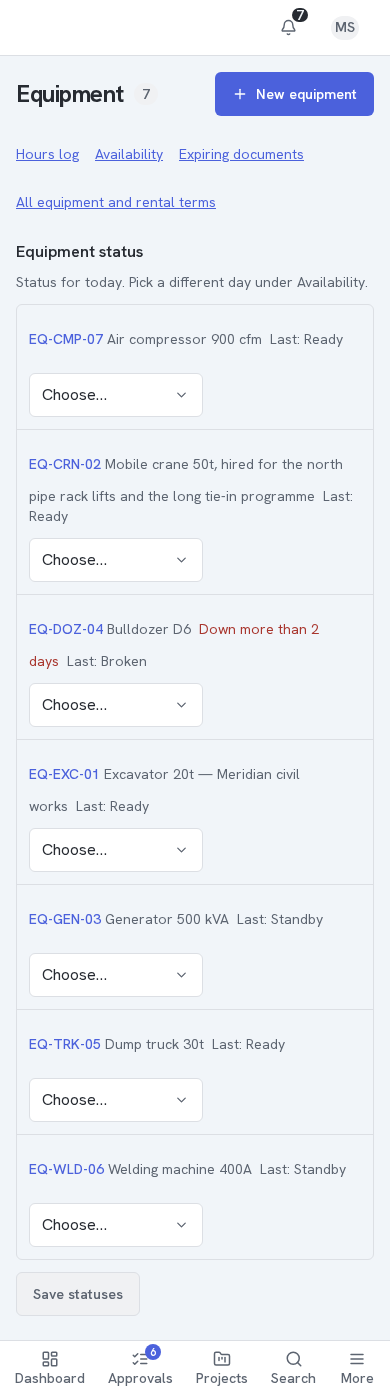 7
MS
Equipment 7
New equipment
Hours log Availability Expiring documents
All equipment and rental terms
Equipment status
Status for today. Pick a different day under Availability.
EQ-CMP-07 Air compressor 900 cfm Last: Ready
Choose...
EQ-CRN-02 Mobile crane 50t, hired for the north
pipe rack lifts and the long tie-in programme Last:
Ready
Choose...
EQ-DOZ-04 Bulldozer D6 Down more than 2
days Last: Broken
Choose...
EQ-EXC-01 Excavator 20t — Meridian civil
works Last: Ready
Choose...
EQ-GEN-03 Generator 500 kVA Last: Standby
Choose...
EQ-TRK-05 Dump truck 30t Last: Ready
Choose...
EQ-WLD-06 Welding machine 400A Last: Standby
Choose...
Save statuses
6
Dashboard Approvals Projects Search More